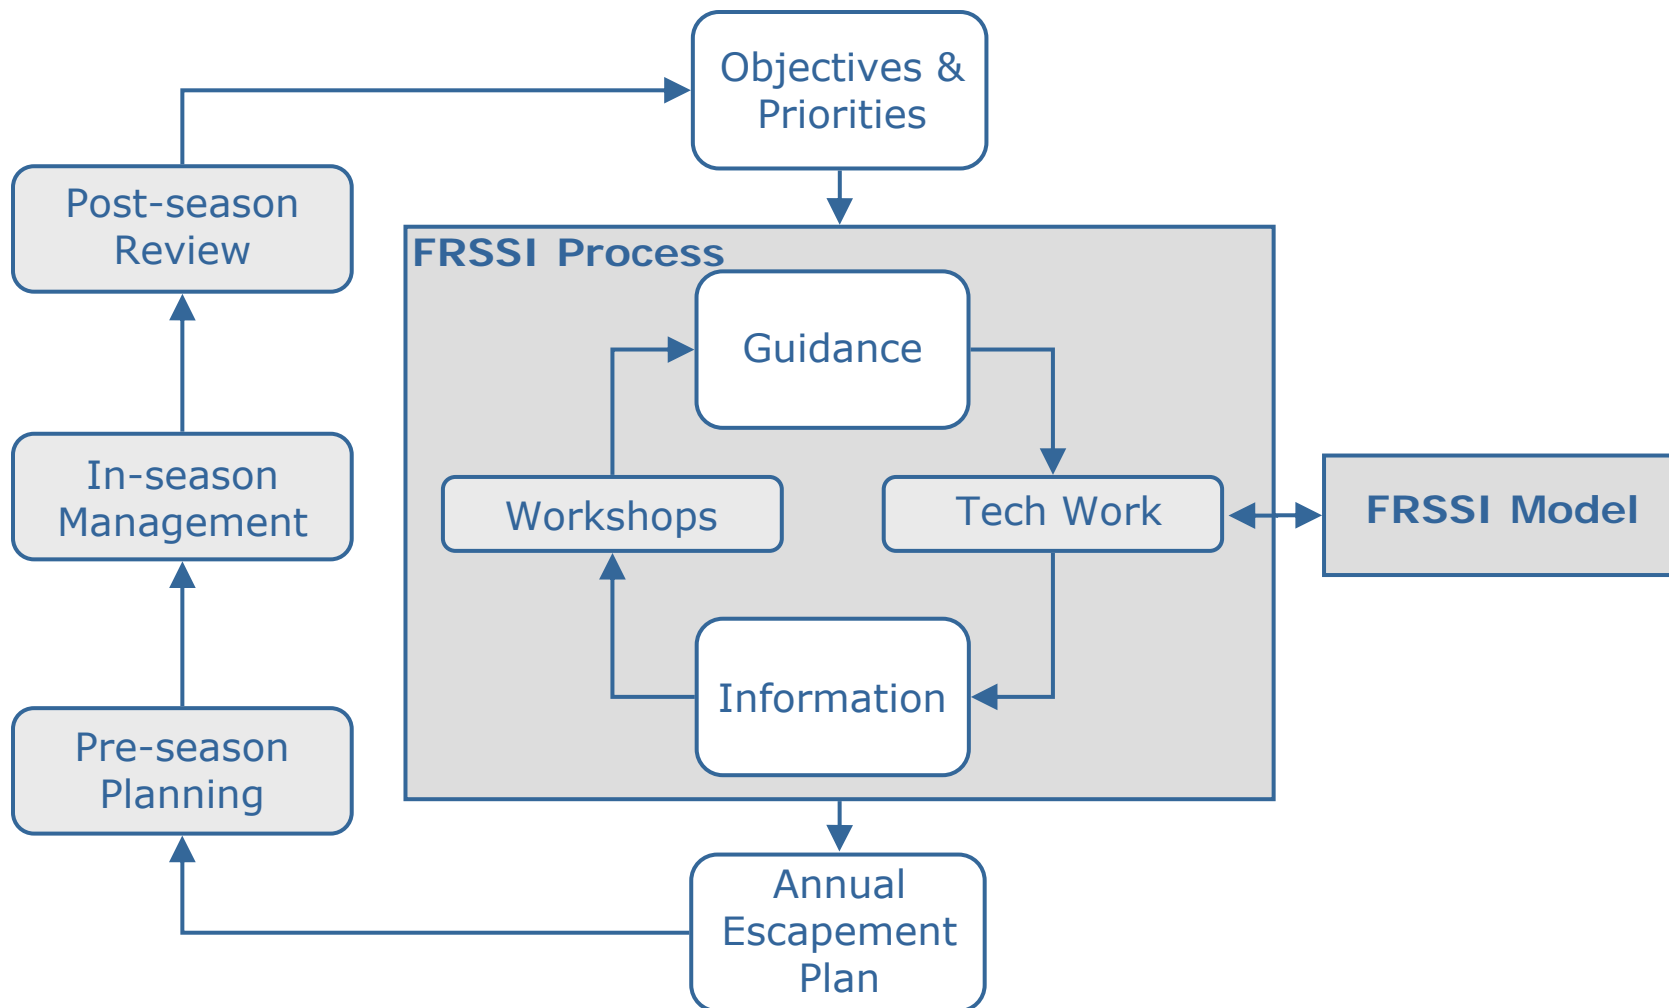 Objectives &
Priorities
Post-season
Review
FRSSI Process
Guidance
In-season
Management
Workshops
Tech Work
FRSSI Model
Information
Pre-season
Planning
Annual
Escapement
Plan